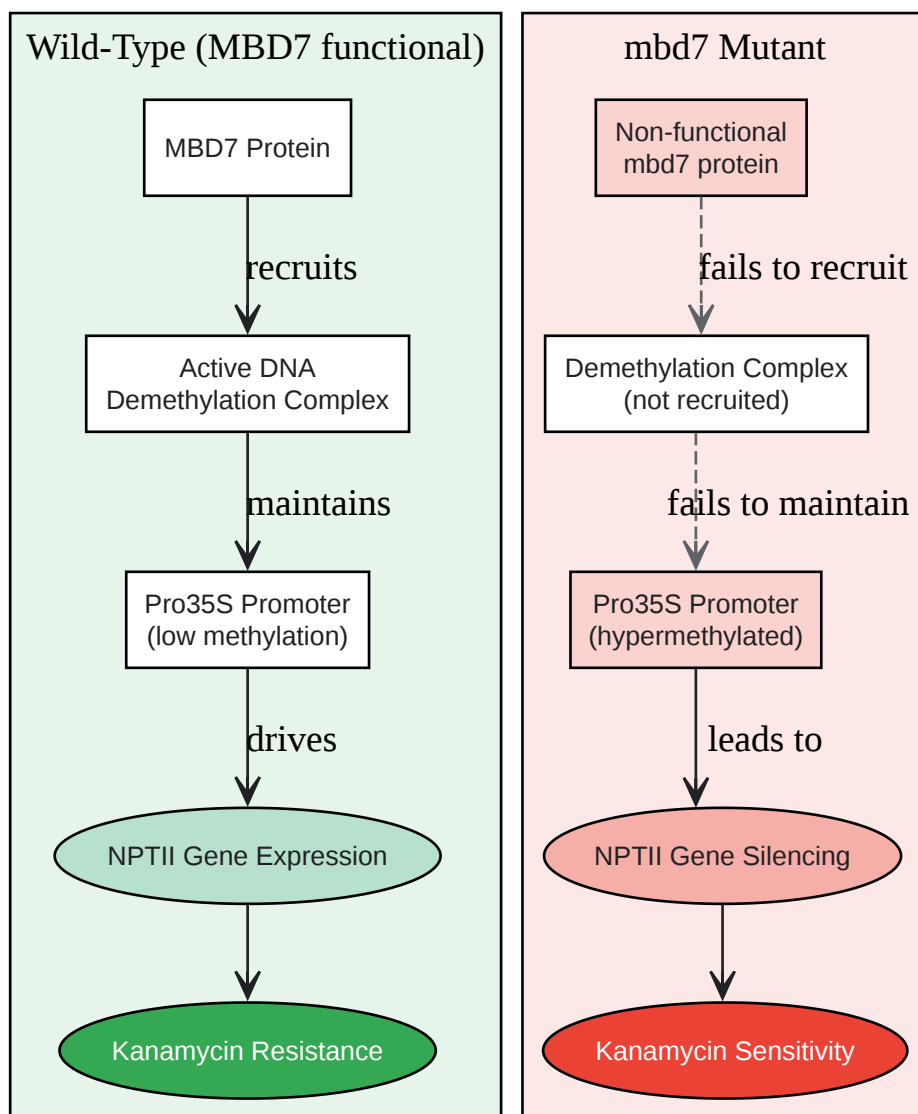 Wild-Type (MBD7 functional)
MBD7 Protein
recruits
Active DNA
Demethylation Complex
maintains
Pro35S Promoter
(low methylation)
drives
NPTII Gene Expression
Kanamycin Resistance
mbd7 Mutant
Non-functional
mbd7 protein
fails to recruit
Demethylation Complex
(not recruited)
fails to maintain
Pro35S Promoter
(hypermethylated)
leads to
NPTII Gene Silencing
Kanamycin Sensitivity